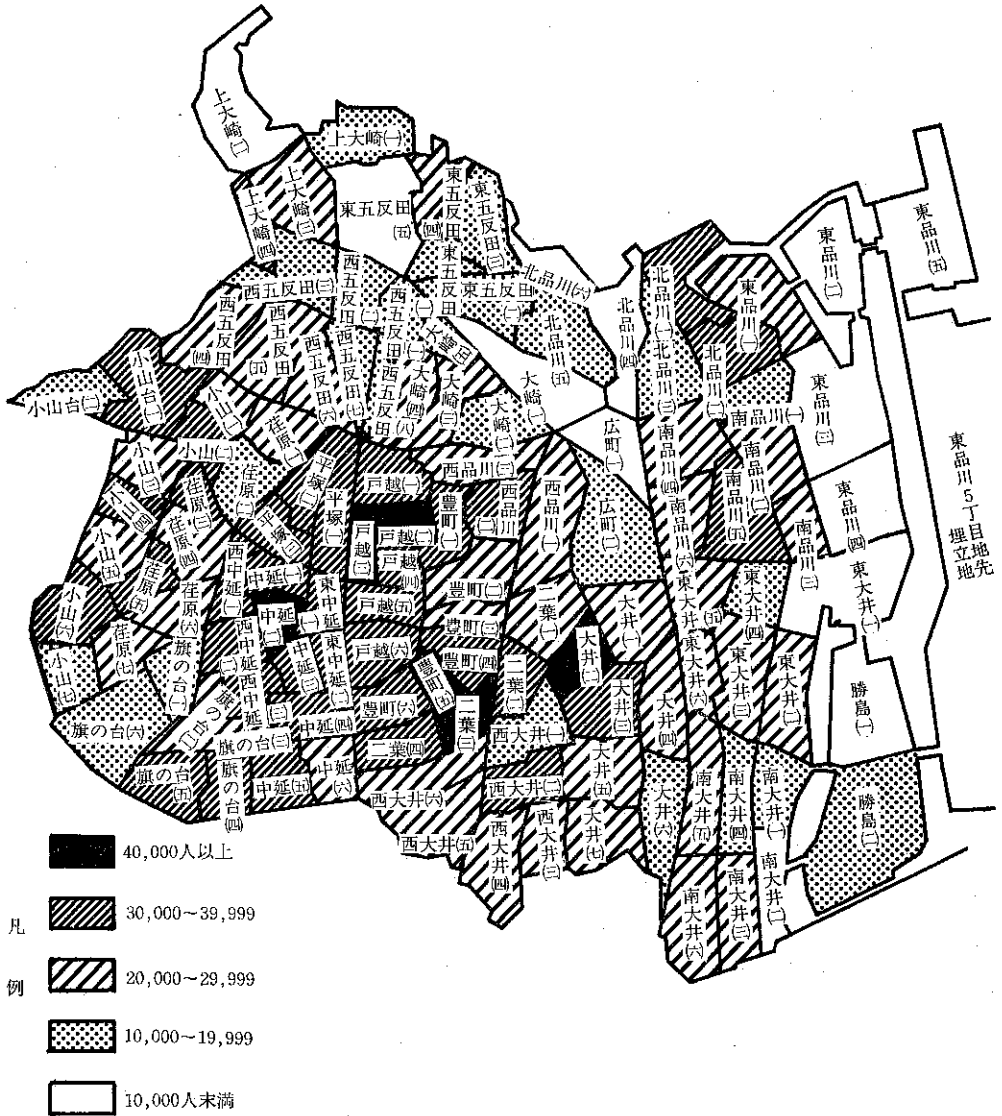 上大崎(二)
上大崎(一)
上大崎(三)
上大崎(四)
東五反田(五)
東五反田(四)
東五反田(三)
東五反田(一)
東五反田(二)
北品川(六)
北品川(五)
北品川(四)
北品川(一)
北品川(三)
北品川(二)
東品川(一)
東品川(二)
東品川(五)
東品川(三)
東品川(四)
東品川5丁目地先
埋立地
西五反田(三)
西五反田(二)
西五反田(一)
西五反田(四)
西五反田(五)
西五反田(六)
西五反田(七)
西五反田(八)
大崎(四)
大崎(三)
大崎(二)
大崎(一)
小山台(二)
小山台(一)
小山(一)
小山(二)
小山(三)
小山(四)
小山(五)
小山(六)
小山(七)
荏原(一)
荏原(二)
荏原(三)
荏原(四)
荏原(五)
荏原(六)
荏原(七)
平塚(二)
平塚(三)
平塚(一)
戸越(一)
戸越(二)
戸越(三)
戸越(四)
戸越(五)
戸越(六)
豊町(一)
豊町(二)
豊町(三)
豊町(四)
豊町(五)
豊町(六)
西品川(三)
西品川(二)
西品川(一)
広町(一)
広町(二)
南品川(一)
南品川(二)
南品川(三)
南品川(四)
南品川(五)
南品川(六)
西中延(一)
西中延(二)
西中延(三)
中延(一)
中延(二)
中延(三)
中延(四)
中延(五)
中延(六)
東中延(一)
東中延(二)
旗の台(一)
旗の台(二)
旗の台(三)
旗の台(四)
旗の台(五)
旗の台(六)
二葉(一)
二葉(二)
二葉(三)
二葉(四)
大井(一)
大井(二)
大井(三)
大井(四)
大井(五)
大井(六)
大井(七)
西大井(一)
西大井(二)
西大井(三)
西大井(四)
西大井(五)
西大井(六)
東大井(一)
東大井(二)
東大井(三)
東大井(四)
東大井(五)
東大井(六)
勝島(一)
勝島(二)
南大井(一)
南大井(二)
南大井(三)
南大井(四)
南大井(五)
南大井(六)
凡例
40,000人以上
30,000～39,999
20,000～29,999
10,000～19,999
10,000人末満